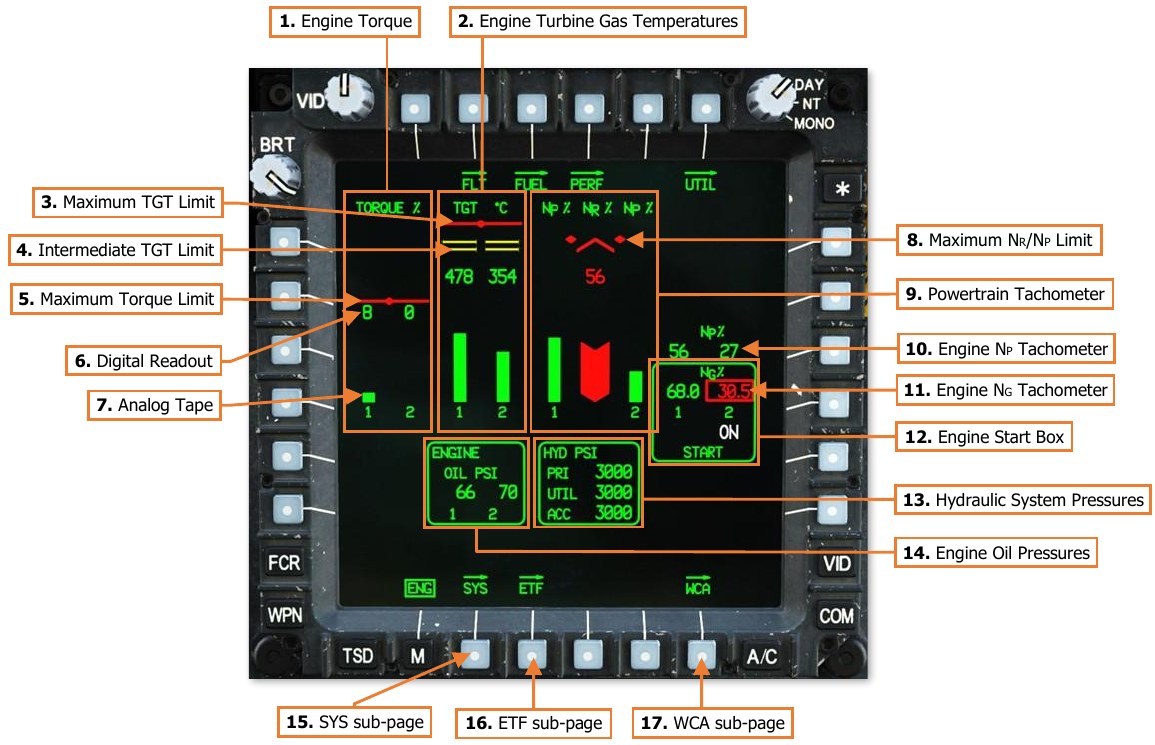 1. Engine Torque
2. Engine Turbine Gas Temperatures
VID
DAY
NT
MONO
BRT
FLT FUEL PERF UTIL
*
3. Maximum TGT Limit
TORQUE %
TGT °C
NP % NR % NP %
4. Intermediate TGT Limit
8. Maximum NR/NP Limit
478 354
56
5. Maximum Torque Limit
9. Powertrain Tachometer
8 0
NP%
6. Digital Readout
56 27
10. Engine NP Tachometer
NG%
68.0 30.5
11. Engine NG Tachometer
7. Analog Tape
1 2
1 2
1 2
1 2
ON
12. Engine Start Box
START
ENGINE
OIL PSI
66 70
1 2
HYD PSI
PRI 3000
UTIL 3000
ACC 3000
13. Hydraulic System Pressures
14. Engine Oil Pressures
FCR
VID
ENG SYS ETF WCA
WPN
COM
TSD
M
A/C
15. SYS sub-page
16. ETF sub-page
17. WCA sub-page